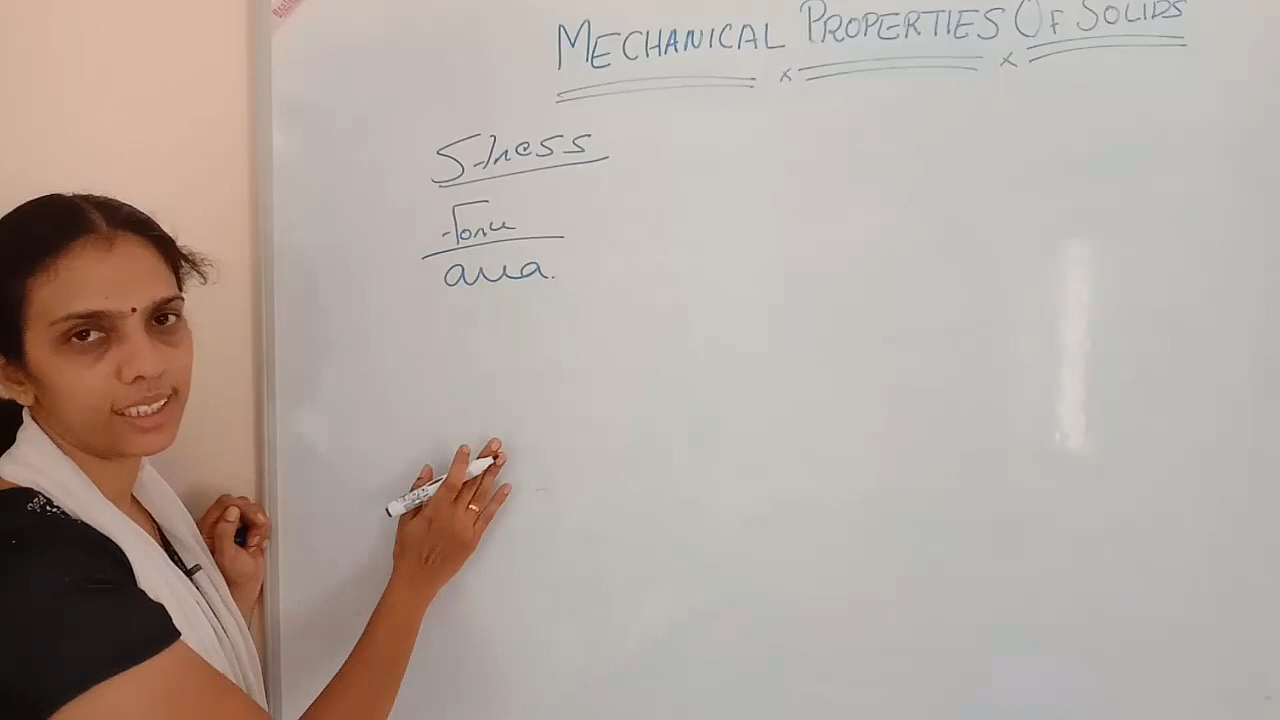 MECHANICAL PROPERTIES OF SOLIDS
x x
Stress
Force
area.